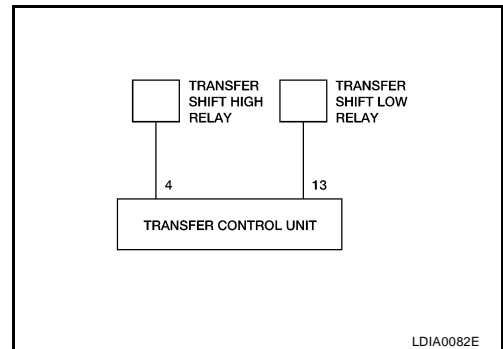 TRANSFER
SHIFT HIGH
RELAY
TRANSFER
SHIFT LOW
RELAY
4
13
TRANSFER CONTROL UNIT
LDIA0082E